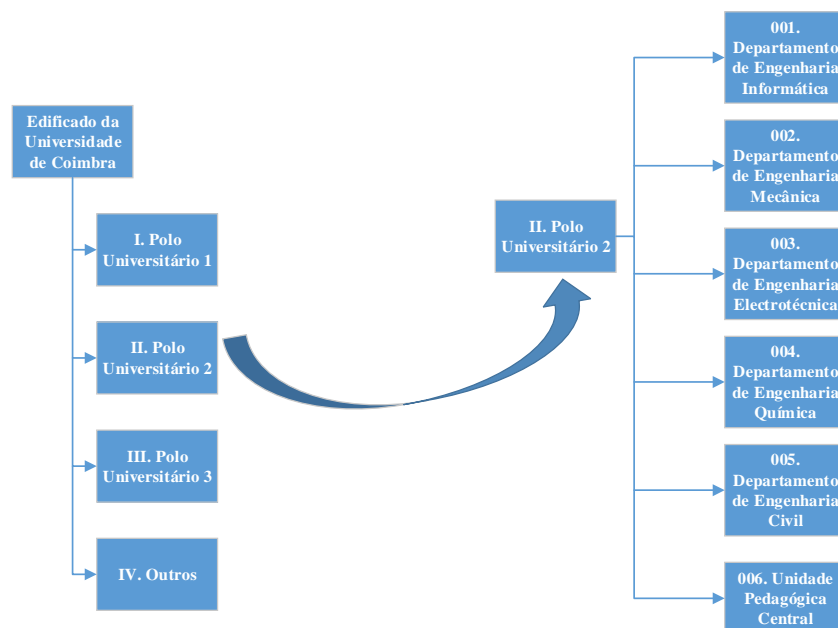 Edificado da
Universidade
de Coimbra
I. Polo
Universitário 1
II. Polo
Universitário 2
III. Polo
Universitário 3
IV. Outros
II. Polo
Universitário 2
001.
Departamento
de Engenharia
Informática
002.
Departamento
de Engenharia
Mecânica
003.
Departamento
de Engenharia
Electrotécnica
004.
Departamento
de Engenharia
Química
005.
Departamento
de Engenharia
Civil
006. Unidade
Pedagógica
Central